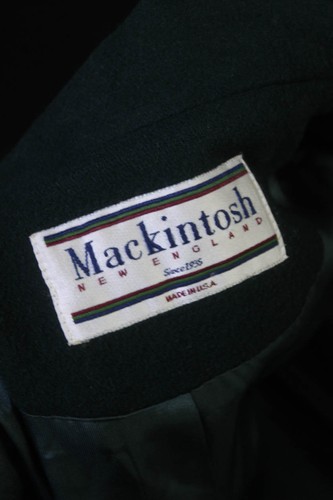 Mackintosh
NEW ENGLAND
Since 1955
MADE IN U.S.A.